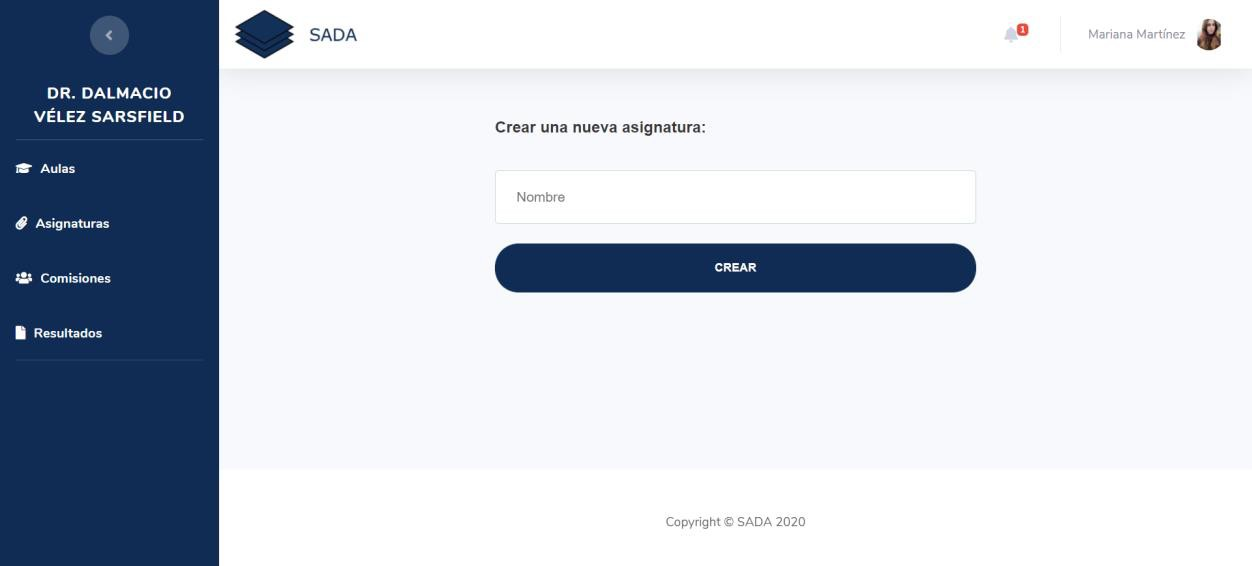 DR. DALMACIO
VÉLEZ SARSFIELD
Aulas
Asignaturas
Comisiones
Resultados
SADA
1
Mariana Martínez
Crear una nueva asignatura:
Nombre
CREAR
Copyright © SADA 2020